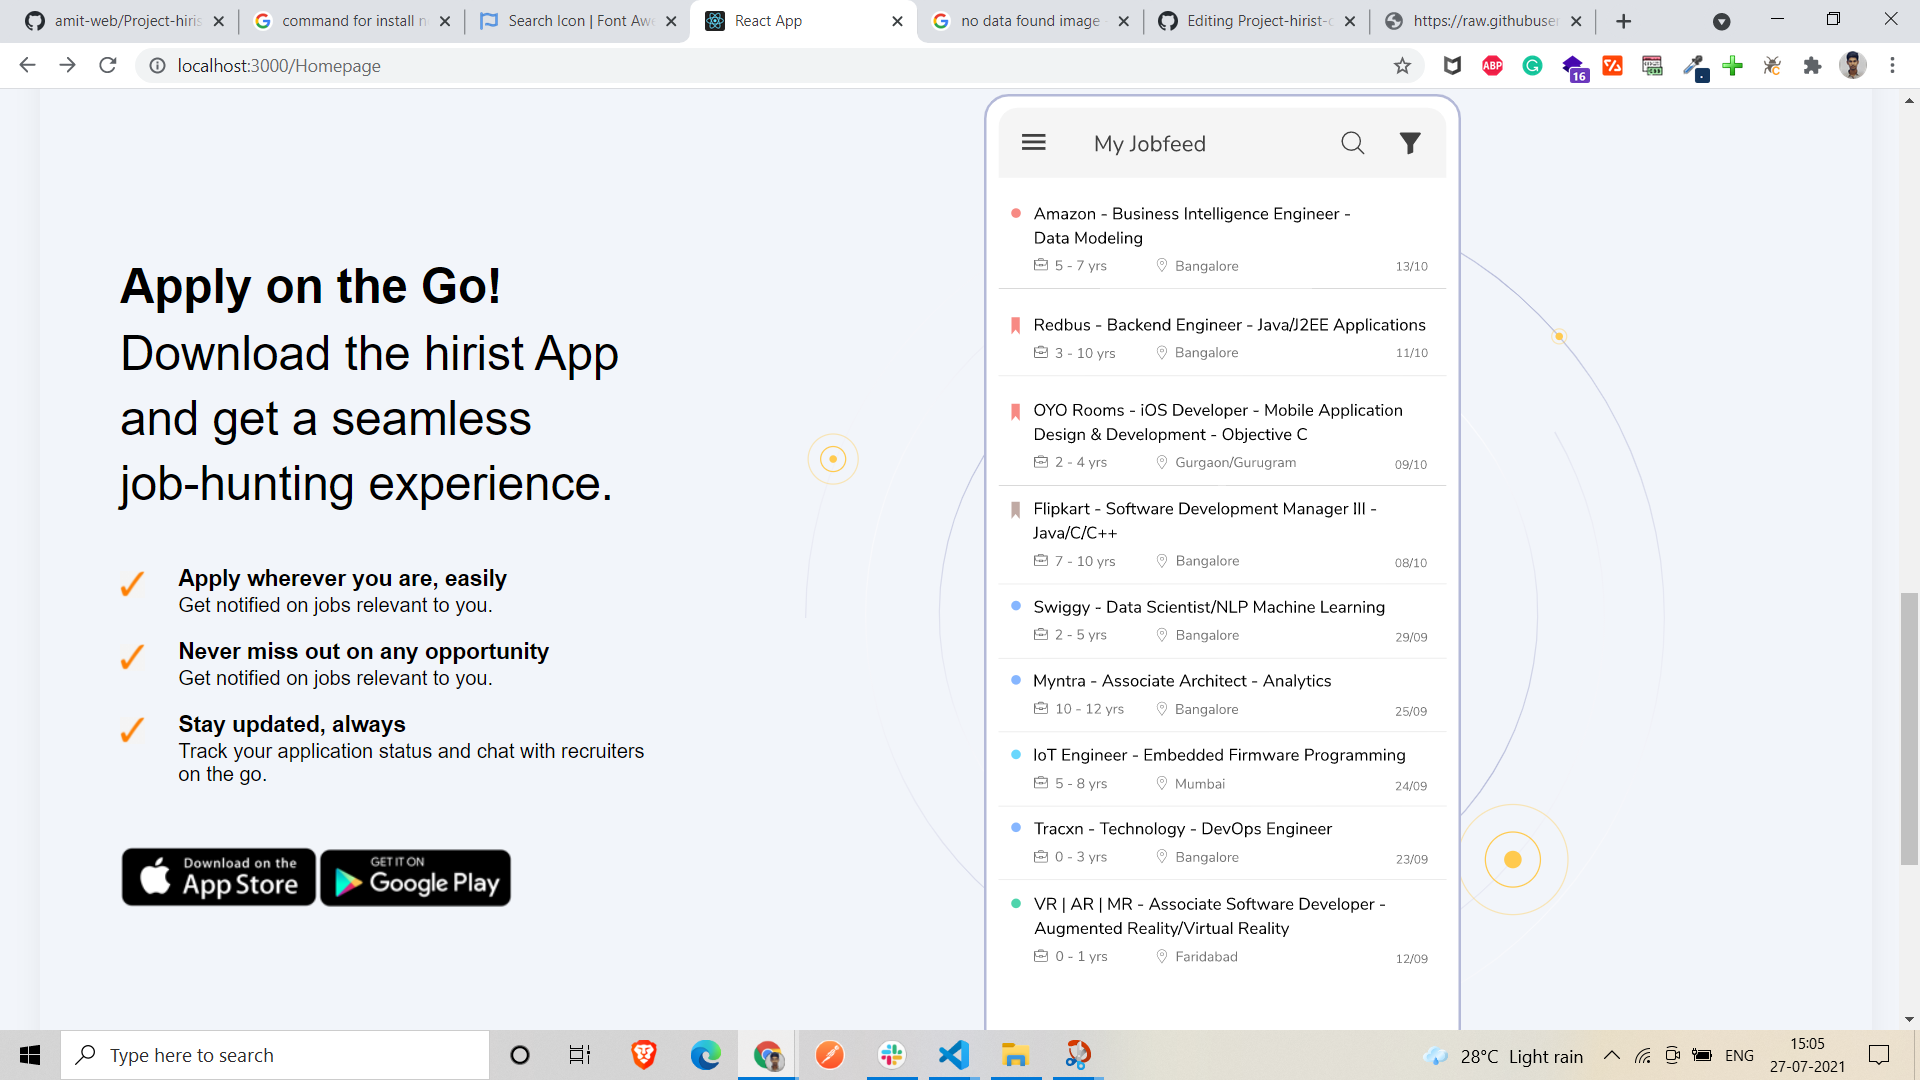 amit-web/Project-hiris
command for install n
Search Icon | Font Awe
React App
no data found image
Editing Project-hirist-c
https://raw.githubuser
localhost:3000/Homepage
ABP
16
My Jobfeed
Amazon - Business Intelligence Engineer -
Data Modeling
5 - 7 yrs Bangalore 13/10
Redbus - Backend Engineer - Java/J2EE Applications
3 - 10 yrs Bangalore 11/10
OYO Rooms - iOS Developer - Mobile Application
Design & Development - Objective C
2 - 4 yrs Gurgaon/Gurugram 09/10
Flipkart - Software Development Manager III -
Java/C/C++
7 - 10 yrs Bangalore 08/10
Swiggy - Data Scientist/NLP Machine Learning
2 - 5 yrs Bangalore 29/09
Myntra - Associate Architect - Analytics
10 - 12 yrs Bangalore 25/09
IoT Engineer - Embedded Firmware Programming
5 - 8 yrs Mumbai 24/09
Tracxn - Technology - DevOps Engineer
0 - 3 yrs Bangalore 23/09
VR | AR | MR - Associate Software Developer -
Augmented Reality/Virtual Reality
0 - 1 yrs Faridabad 12/09
Apply on the Go!
Download the hirist App
and get a seamless
job-hunting experience.
✓ Apply wherever you are, easily
Get notified on jobs relevant to you.
✓ Never miss out on any opportunity
Get notified on jobs relevant to you.
✓ Stay updated, always
Track your application status and chat with recruiters
on the go.
Download on the
App Store
GET IT ON
Google Play
Type here to search
28°C Light rain
ENG
15:05
27-07-2021